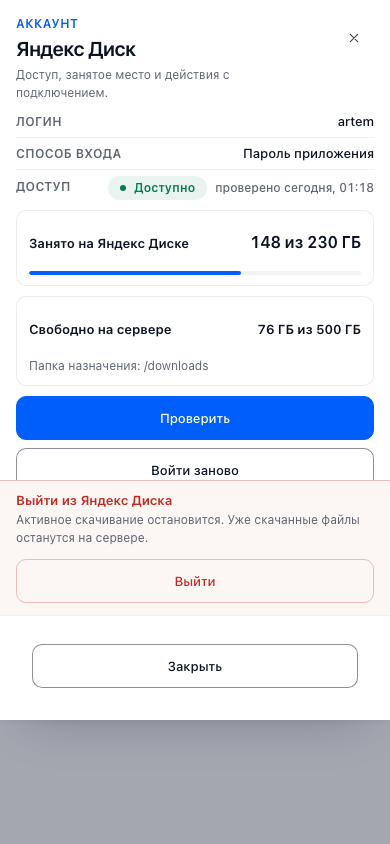 АККАУНТ
Яндекс Диск
Доступ, занятое место и действия с
подключением.
ЛОГИН artem
СПОСОБ ВХОДА Пароль приложения
ДОСТУП Доступно проверено сегодня, 01:18
Занято на Яндекс Диске 148 из 230 ГБ
Свободно на сервере 76 ГБ из 500 ГБ
Папка назначения: /downloads
Проверить
Войти заново
Выйти из Яндекс Диска
Активное скачивание остановится. Уже скачанные файлы
останутся на сервере.
Выйти
Закрыть